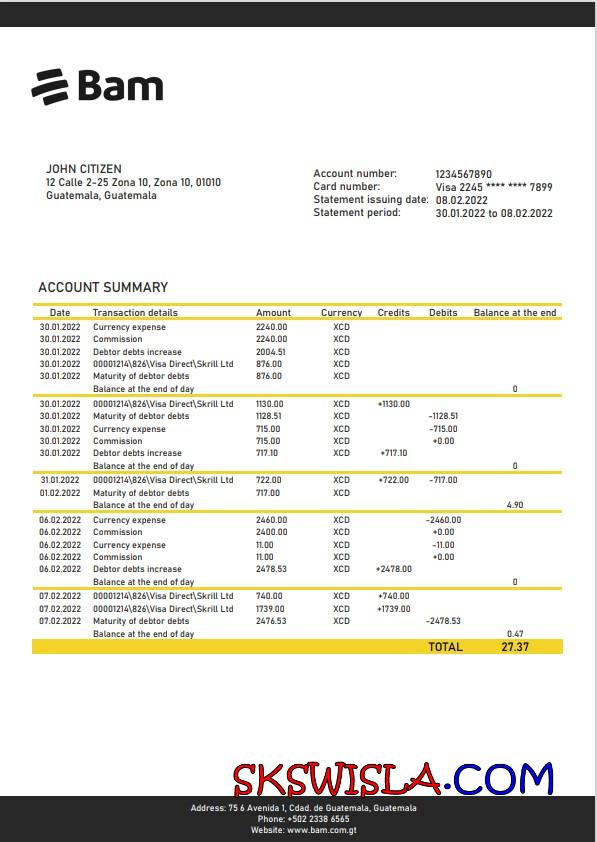 Bam
JOHN CITIZEN
12 Calle 2-25 Zona 10, Zona 10, 01010
Guatemala, Guatemala
Account number: 1234567890
Card number: Visa 2245 **** **** 7899
Statement issuing date: 08.02.2022
Statement period: 30.01.2022 to 08.02.2022
ACCOUNT SUMMARY
Date Transaction details Amount Currency Credits Debits Balance at the end
30.01.2022 Currency expense 2240.00 XCD
30.01.2022 Commission 2240.00 XCD
30.01.2022 Debtor debts increase 2004.51 XCD
30.01.2022 00001214\826\Visa Direct\Skrill Ltd 876.00 XCD
30.01.2022 Maturity of debtor debts 876.00 XCD
Balance at the end of day 0
30.01.2022 00001214\826\Visa Direct\Skrill Ltd 1130.00 XCD +1130.00
30.01.2022 Maturity of debtor debts 1128.51 XCD -1128.51
30.01.2022 Currency expense 715.00 XCD -715.00
30.01.2022 Commission 715.00 XCD +0.00
30.01.2022 Debtor debts increase 717.10 XCD +717.10
Balance at the end of day 0
31.01.2022 00001214\826\Visa Direct\Skrill Ltd 722.00 XCD +722.00 -717.00
01.02.2022 Maturity of debtor debts 717.00 XCD
Balance at the end of day 4.90
06.02.2022 Currency expense 2460.00 XCD -2460.00
06.02.2022 Commission 2400.00 XCD +0.00
06.02.2022 Currency expense 11.00 XCD -11.00
06.02.2022 Commission 11.00 XCD +0.00
06.02.2022 Debtor debts increase 2478.53 XCD +2478.00
Balance at the end of day 0
07.02.2022 00001214\826\Visa Direct\Skrill Ltd 740.00 XCD +740.00
07.02.2022 00001214\826\Visa Direct\Skrill Ltd 1739.00 XCD +1739.00
07.02.2022 Maturity of debtor debts 2476.53 XCD -2478.53
Balance at the end of day 0.47
TOTAL 27.37
SKSWISLA.COM
Address: 75 6 Avenida 1, Cdad. de Guatemala, Guatemala
Phone: +502 2338 6565
Website: www.bam.com.gt